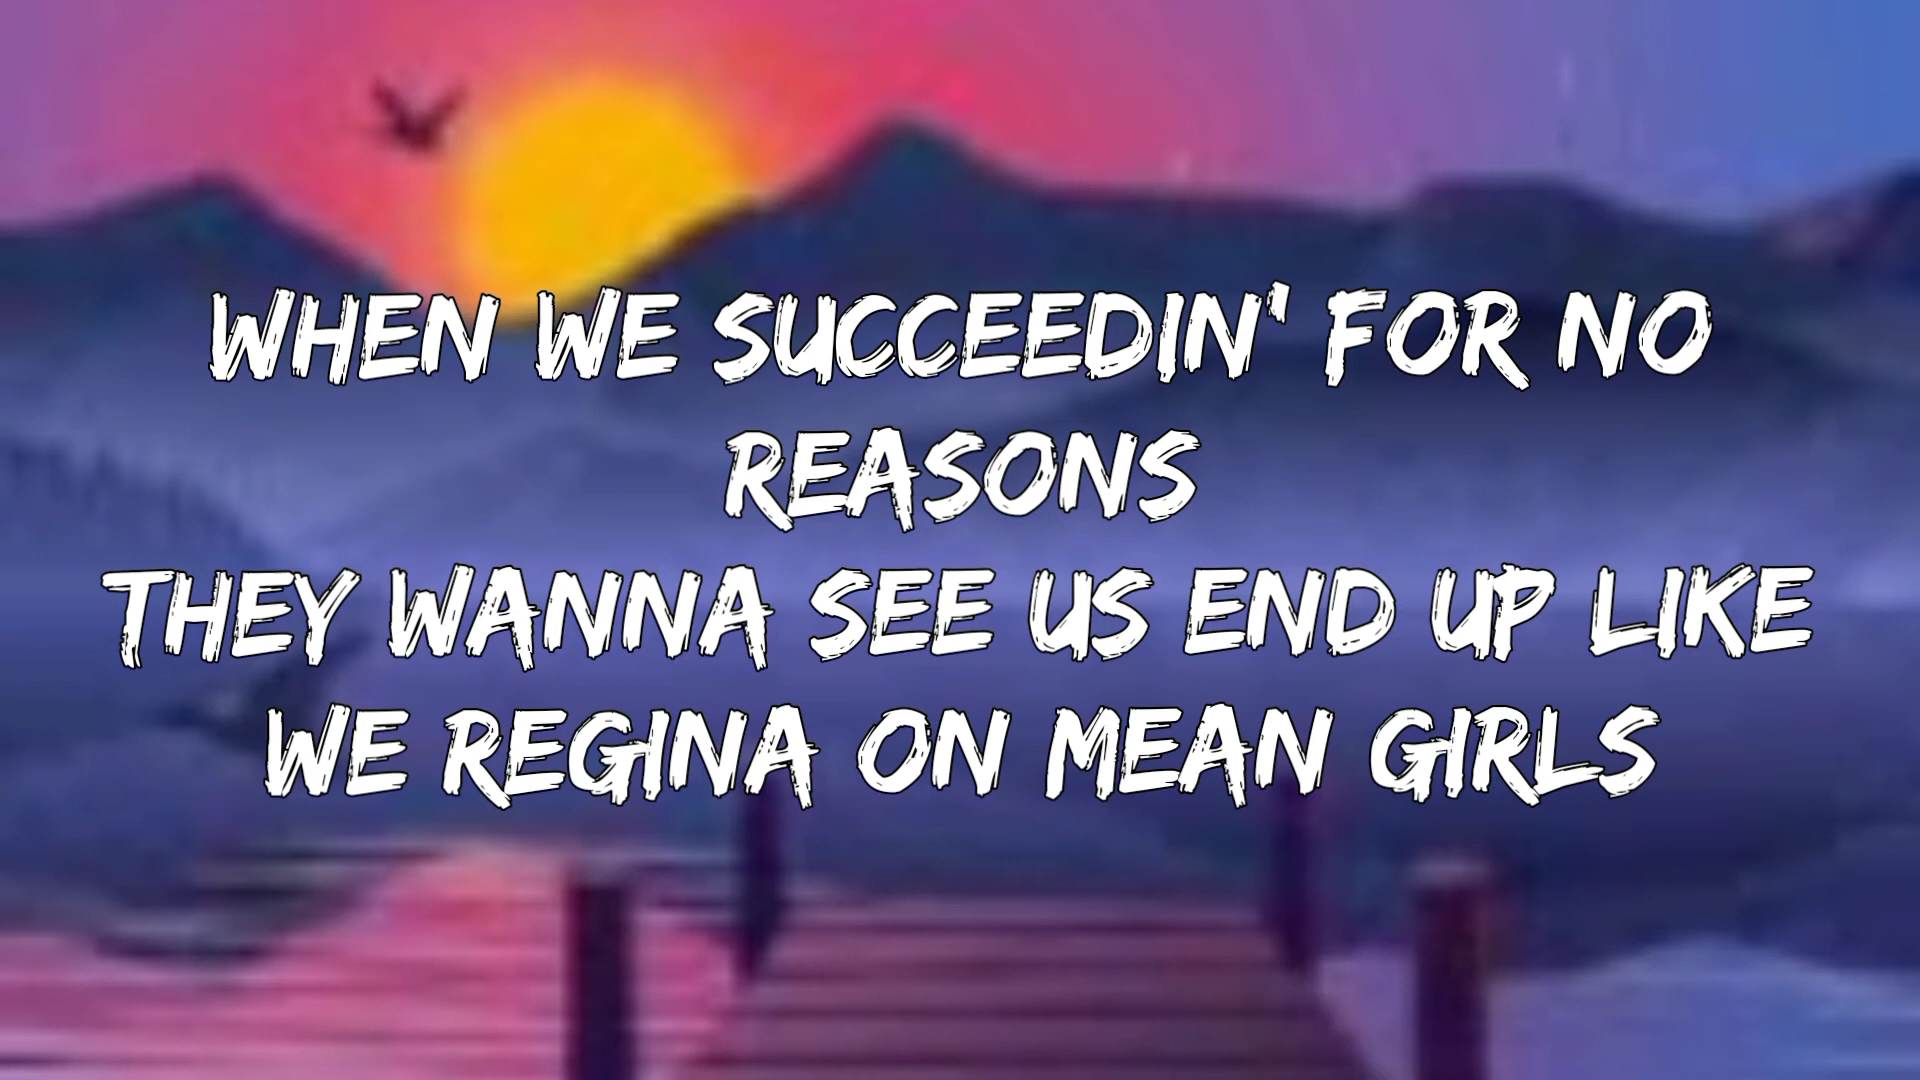 WHEN WE SUCCEEDIN' FOR NO
REASONS
THEY WANNA SEE US END UP LIKE
WE REGINA ON MEAN GIRLS